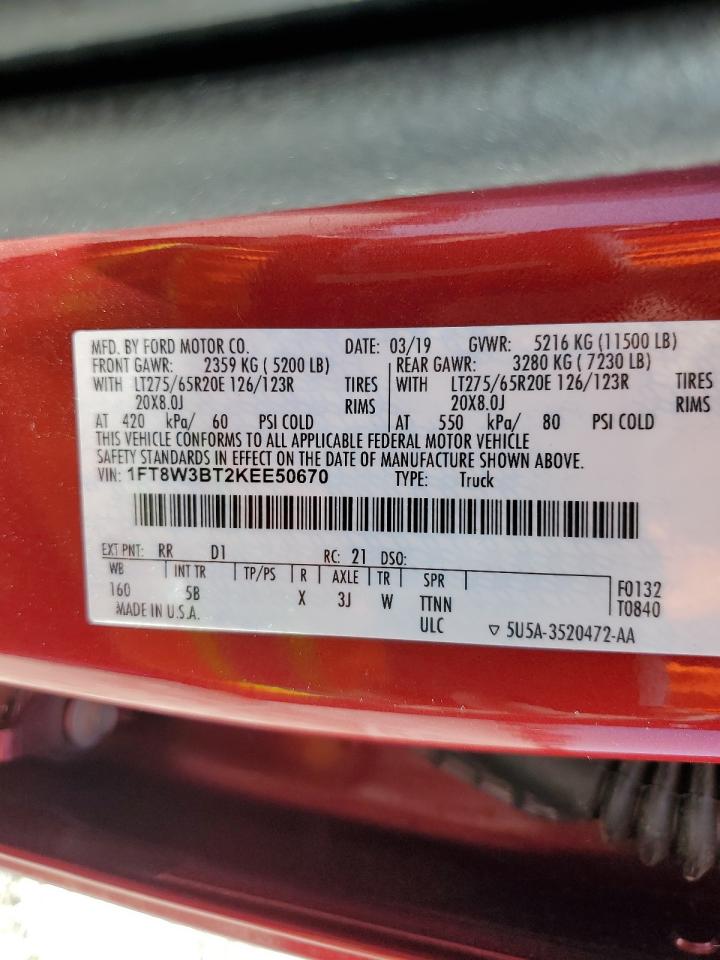 MFD. BY FORD MOTOR CO. DATE: 03/19 GVWR: 5216 KG (11500 LB)
FRONT GAWR: 2359 KG ( 5200 LB) REAR GAWR: 3280 KG ( 7230 LB)
WITH LT275/65R20E 126/123R TIRES WITH LT275/65R20E 126/123R TIRES
20X8.0J RIMS 20X8.0J RIMS
AT 420 kPa/ 60 PSI COLD AT 550 kPa/ 80 PSI COLD
THIS VEHICLE CONFORMS TO ALL APPLICABLE FEDERAL MOTOR VEHICLE
SAFETY STANDARDS IN EFFECT ON THE DATE OF MANUFACTURE SHOWN ABOVE.
VIN: 1FT8W3BT2KEE50670 TYPE: Truck
EXT PNT: RR D1 RC: 21 DSO:
WB INT TR TP/PS R AXLE TR SPR F0132
160 5B X 3J W TTNN T0840
MADE IN U.S.A. ULC ▽ 5U5A-3520472-AA